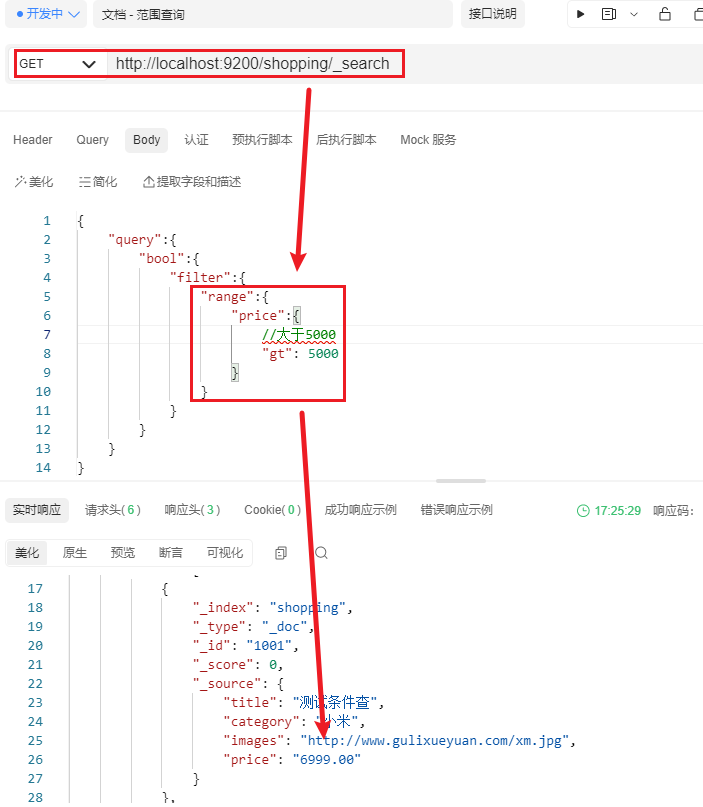 开发中 文档 - 范围查询 接口说明
GET http://localhost:9200/shopping/_search
Header Query Body 认证 预执行脚本 后执行脚本 Mock 服务
美化 简化 提取字段和描述
1 {
2 "query":{
3 "bool":{
4 "filter":{
5 "range":{
6 "price":{
7 //大于5000
8 "gt": 5000
9 }
10 }
11 }
12 }
13 }
14 }
实时响应 请求头(6) 响应头(3) Cookie(0) 成功响应示例 错误响应示例 17:25:29 响应码:
美化 原生 预览 断言 可视化
17 {
18 "_index": "shopping",
19 "_type": "_doc",
20 "_id": "1001",
21 "_score": 0,
22 "_source": {
23 "title": "测试条件查",
24 "category": "小米",
25 "images": "http://www.gulixueyuan.com/xm.jpg",
26 "price": "6999.00"
27 }
28 },